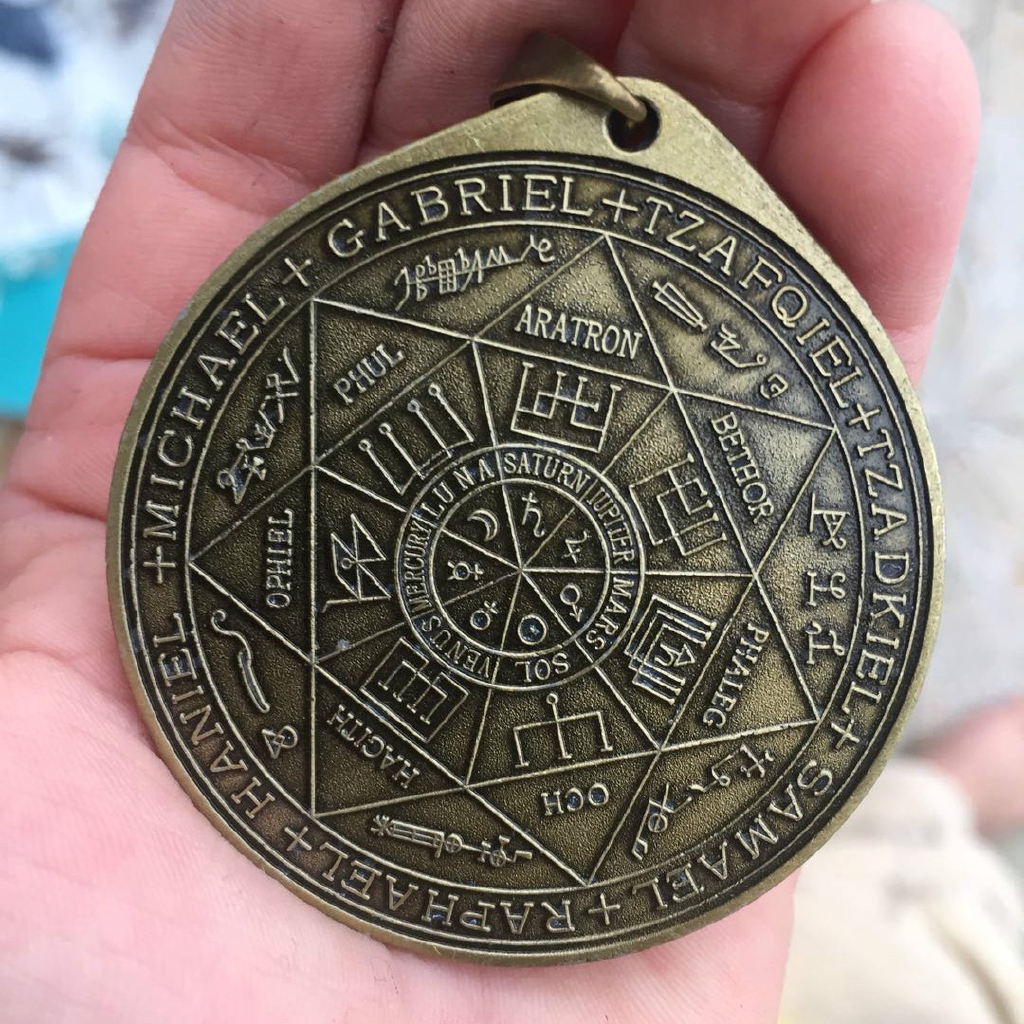 GABRIEL + TZAFQIEL + TZADKIEL + SAMAEL + RAPHAEL + HANIEL + MICHAEL +
ARATRON
BETHOR
PHALEG
OCH
HAGITH
OPHIEL
PHUL
SATURN IUPITER MARS SOL VENUS MERCURY LUNA
♄ ♃ ♂ ☉ ♀ ☿ ☽